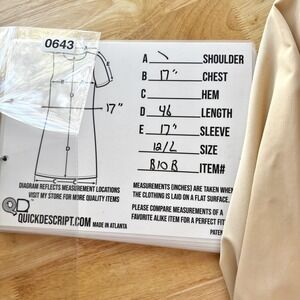 0643
A \ SHOULDER
B 17" CHEST
C HEM
D 46 LENGTH
E 17" SLEEVE
12/L SIZE
B10B ITEM#
17"
DIAGRAM REFLECTS MEASUREMENT LOCATIONS
VISIT MY STORE FOR MORE QUALITY ITEMS
QD
QUICKDESCRIPT.COM MADE IN ATLANTA
MEASUREMENTS (INCHES) ARE TAKEN WHEN
THE CLOTHING IS LAID ON A FLAT SURFACE.
PLEASE COMPARE MEASUREMENTS OF A
FAVORITE ALIKE ITEM FOR A PERFECT
PATEN